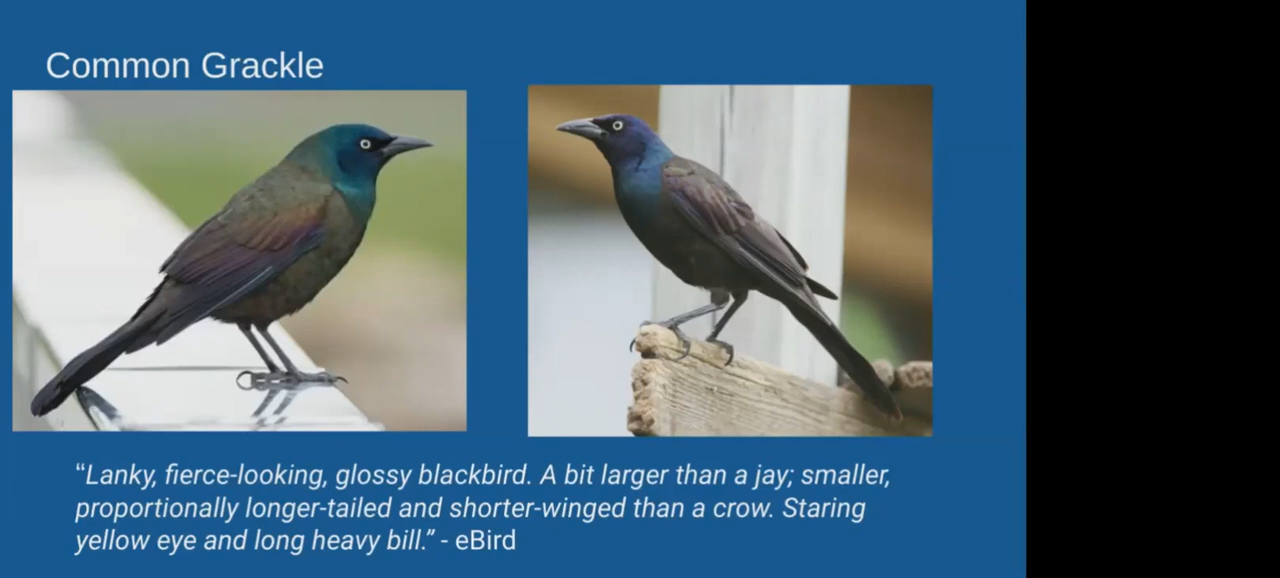 Common Grackle
“Lanky, fierce-looking, glossy blackbird. A bit larger than a jay; smaller,
proportionally longer-tailed and shorter-winged than a crow. Staring
yellow eye and long heavy bill.” - eBird